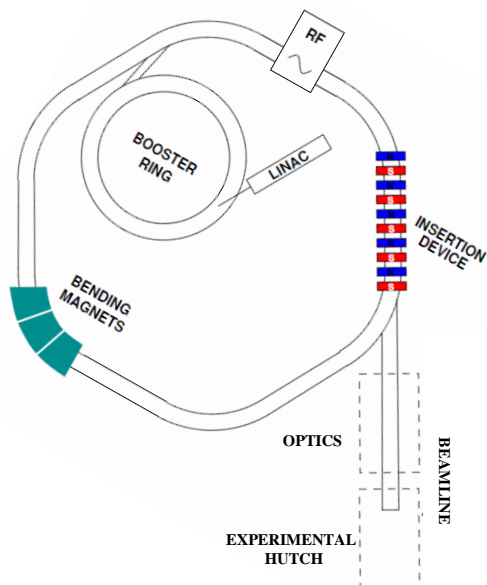 RF
BOOSTER
RING
LINAC
N
S
N
S
N
S
N
S
N
S
INSERTION
DEVICE
BENDING
MAGNETS
OPTICS
BEAMLINE
EXPERIMENTAL
HUTCH